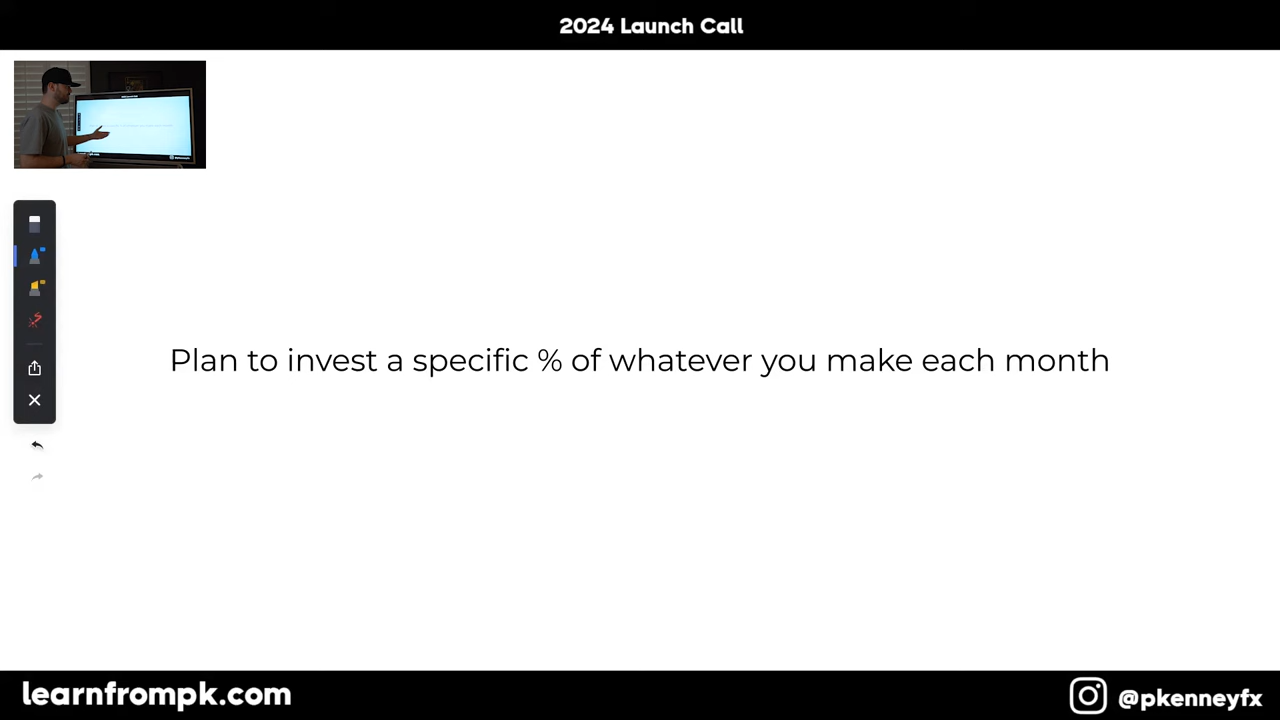 2024 Launch Call
Plan to invest a specific % of whatever you make each month
learnfrompk.com
@pkenneyfx